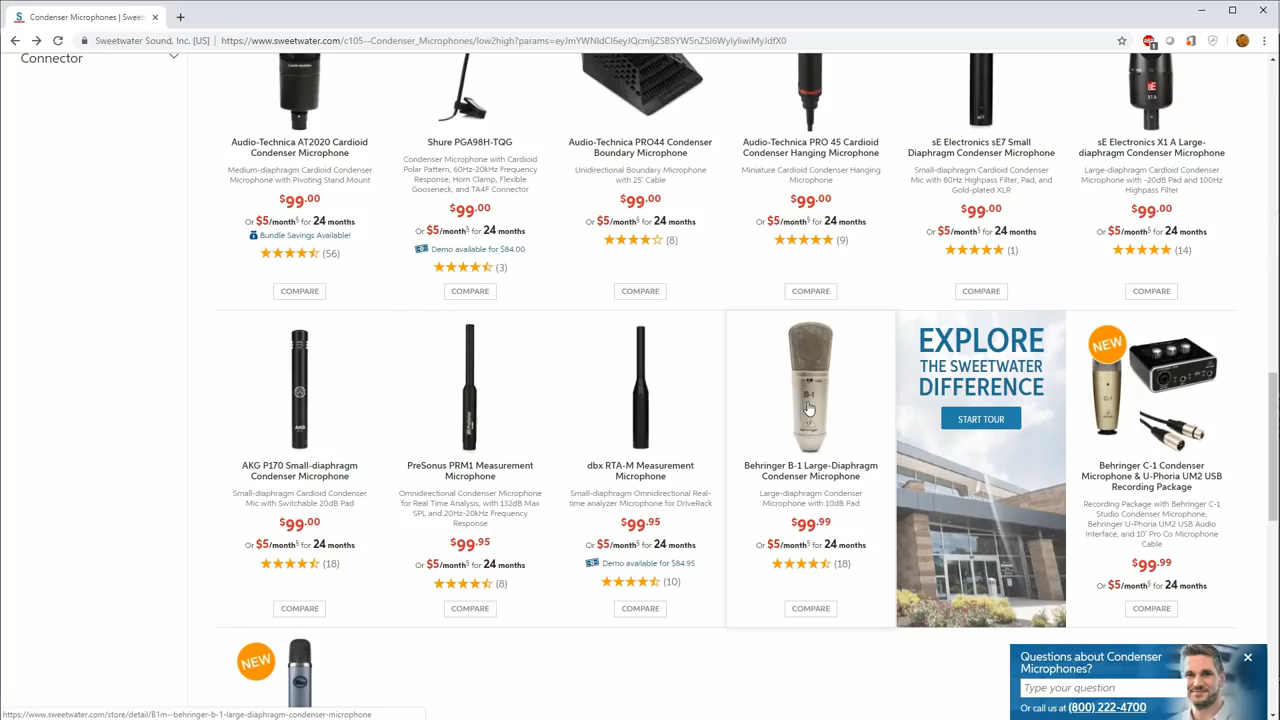 Condenser Microphones | Sweet
Sweetwater Sound, Inc. [US]
https://www.sweetwater.com/c105--Condenser_Microphones/low2high?params=eyJmYWNldCI6eyJQcmljZSBSYW5nZSI6WyIyIiwiMyJdfX0
Connector
Audio-Technica AT2020 Cardioid
Condenser Microphone
Medium-diaphragm Cardioid Condenser
Microphone with Pivoting Stand Mount
$99.00
Or $5/month§ for 24 months
Bundle Savings Available!
(56)
COMPARE
Shure PGA98H-TQG
Condenser Microphone with Cardioid
Polar Pattern, 60Hz-20kHz Frequency
Response, Horn Clamp, Flexible
Gooseneck, and TA4F Connector
$99.00
Or $5/month§ for 24 months
Demo available for $84.00
(3)
COMPARE
Audio-Technica PRO44 Condenser
Boundary Microphone
Unidirectional Boundary Microphone
with 25' Cable
$99.00
Or $5/month§ for 24 months
(8)
COMPARE
Audio-Technica PRO 45 Cardioid
Condenser Hanging Microphone
Miniature Cardioid Condenser Hanging
Microphone
$99.00
Or $5/month§ for 24 months
(9)
COMPARE
sE Electronics sE7 Small
Diaphragm Condenser Microphone
Small-diaphragm Cardioid Condenser
Mic with 80Hz Highpass Filter, Pad, and
Gold-plated XLR
$99.00
Or $5/month§ for 24 months
(1)
COMPARE
sE Electronics X1 A Large-
diaphragm Condenser Microphone
Large-diaphragm Cardioid Condenser
Microphone with -20dB Pad and 100Hz
Highpass Filter
$99.00
Or $5/month§ for 24 months
(14)
COMPARE
AKG
AKG P170 Small-diaphragm
Condenser Microphone
Small-diaphragm Cardioid Condenser
Mic with Switchable 20dB Pad
$99.00
Or $5/month§ for 24 months
(18)
COMPARE
PreSonus PRM1 Measurement
Microphone
Omnidirectional Condenser Microphone
for Real Time Analysis, with 132dB Max
SPL and 20Hz-20kHz Frequency
Response
$99.95
Or $5/month§ for 24 months
(8)
COMPARE
dbx RTA-M Measurement
Microphone
Small-diaphragm Omnidirectional Real-
time analyzer Microphone for DriveRack
$99.95
Or $5/month§ for 24 months
Demo available for $84.95
(10)
COMPARE
B-1
Behringer B-1 Large-Diaphragm
Condenser Microphone
Large-diaphragm Condenser
Microphone with 10dB Pad
$99.99
Or $5/month§ for 24 months
(18)
COMPARE
EXPLORE
THE SWEETWATER
DIFFERENCE
START TOUR
NEW
C-1
Behringer C-1 Condenser
Microphone & U-Phoria UM2 USB
Recording Package
Recording Package with Behringer C-1
Studio Condenser Microphone,
Behringer U-Phoria UM2 USB Audio
Interface, and 10' Pro Co Microphone
Cable
$99.99
Or $5/month§ for 24 months
COMPARE
NEW
Questions about Condenser
Microphones?
Type your question
Or call us at (800) 222-4700
https://www.sweetwater.com/store/detail/B1m--behringer-b-1-large-diaphragm-condenser-microphone